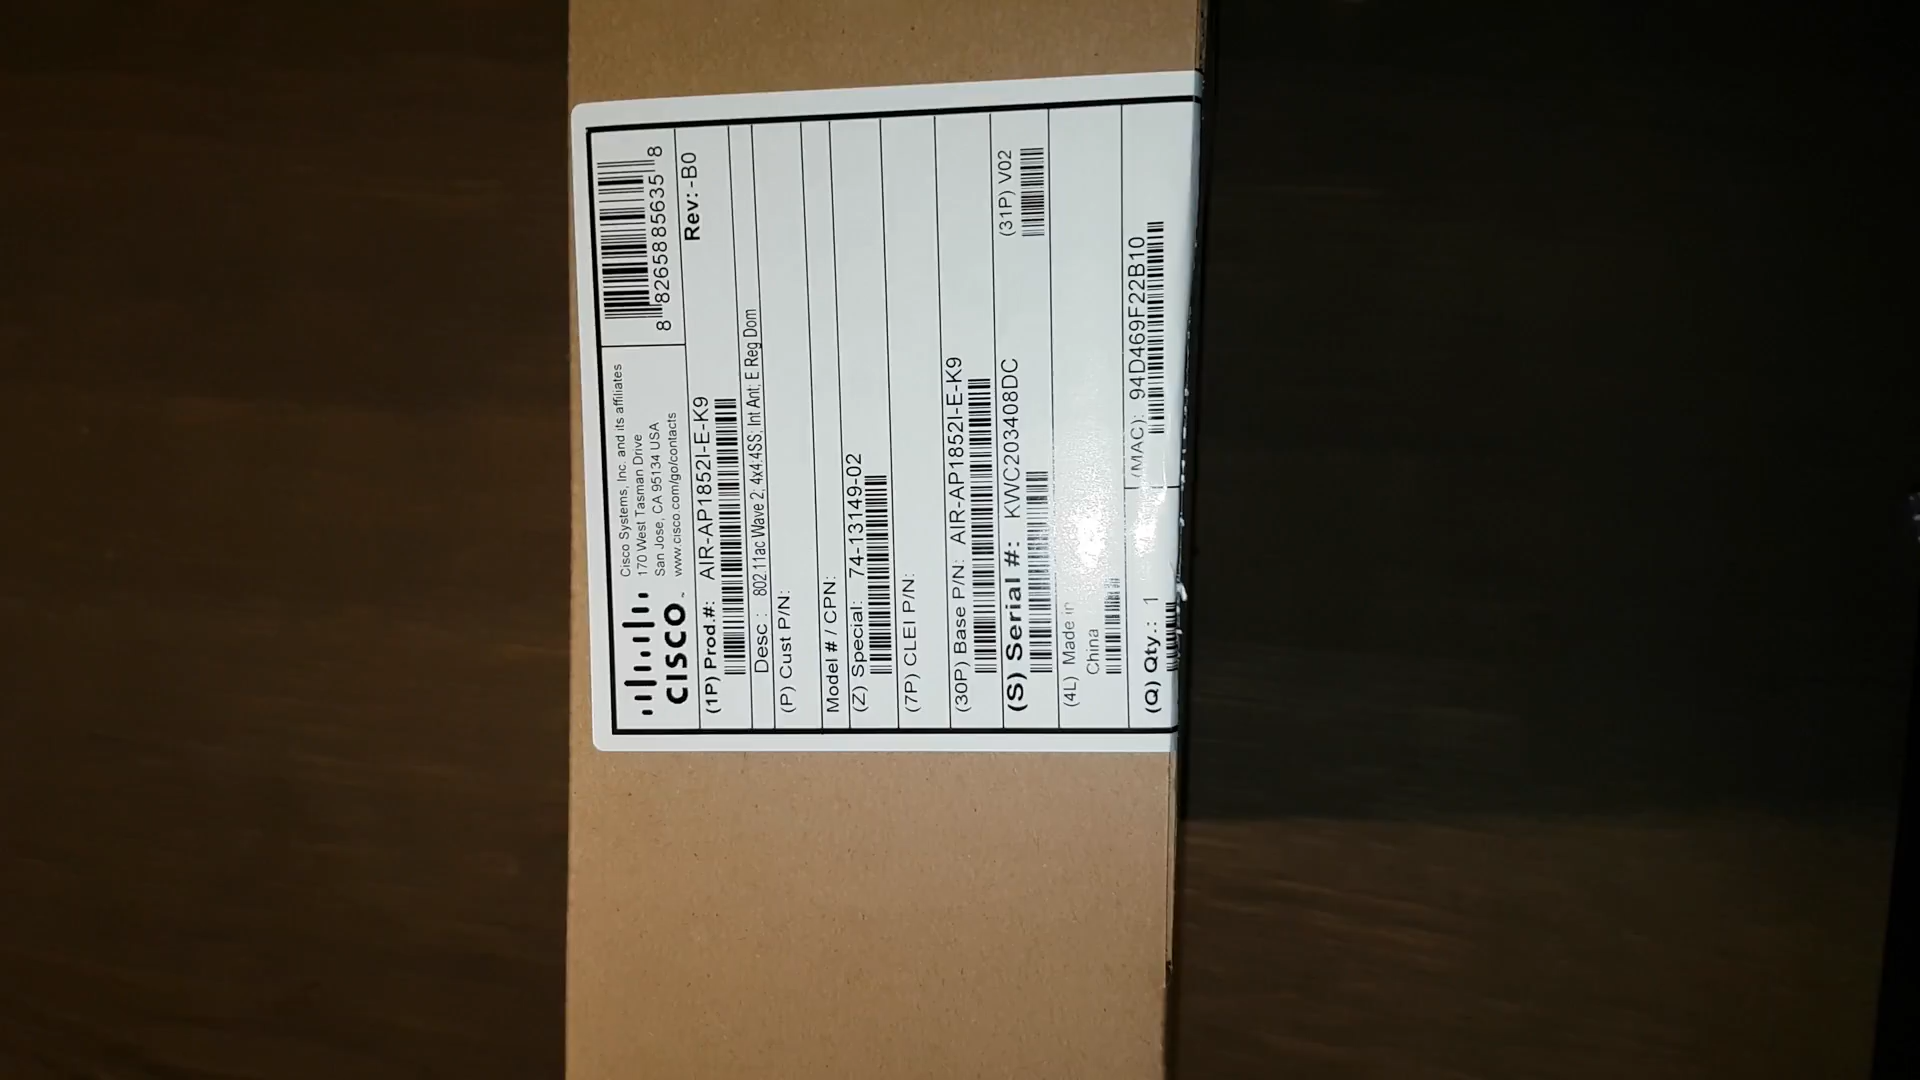 CISCO
Cisco Systems, Inc. and its affiliates
170 West Tasman Drive
San Jose, CA 95134 USA
www.cisco.com/go/contacts
8 82658 85635 8
(1P) Prod.#: AIR-AP1852I-E-K9 Rev:-B0
Desc : 802.11ac Wave 2; 4x4:4SS; Int Ant; E Reg Dom
(P) Cust P/N:
Model # / CPN:
(Z) Special: 74-13149-02
(7P) CLEI P/N:
(30P) Base P/N: AIR-AP1852I-E-K9
(S) Serial #: KWC203408DC (31P) V02
(4L) Made in
China
(Q) Qty.: 1 (MAC): 94D469F22B10